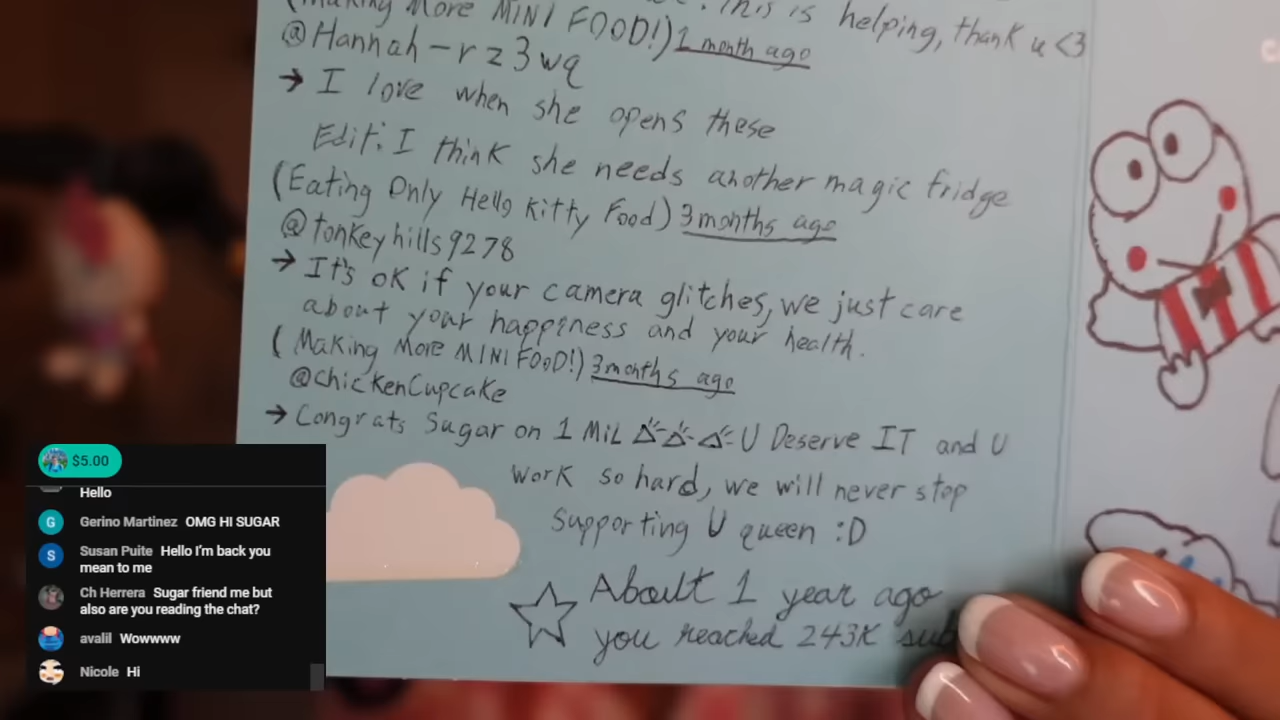 This is helping, thank u <3
(Making More MINI FOOD!) 1 month ago
@Hannah-rz3wq
→ I love when she opens these
Edit: I think she needs another magic fridge
(Eating Only Hello Kitty Food) 3 months ago
@tonkeyhills9278
→ It's ok if your camera glitches, we just care
about your happiness and your health.
(Making More MINI FOOD!) 3 months ago
@chickenCupcake
→ Congrats Sugar on 1 MiL U Deserve IT and U
work so hard, we will never stop
Supporting U queen :D
☆ About 1 year ago
you reached 243K sub
$5.00
Hello
G Gerino Martinez OMG HI SUGAR
S Susan Puite Hello I'm back you
mean to me
Ch Herrera Sugar friend me but
also are you reading the chat?
avalil Wowwww
Nicole Hi